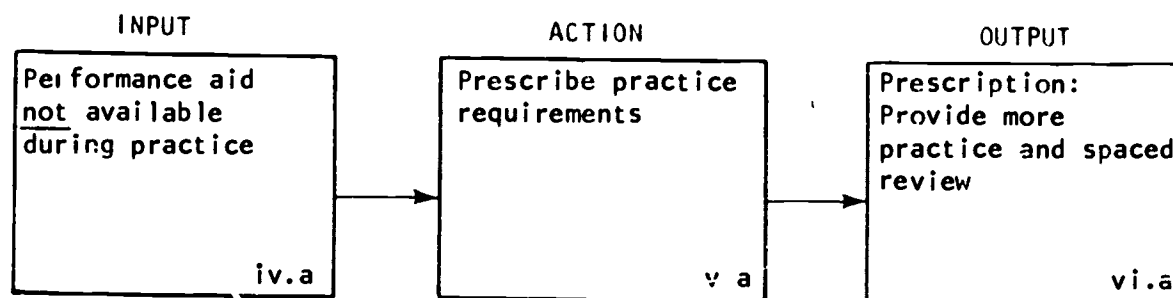 INPUT
ACTION
OUTPUT
Performance aid
not available
during practice
iv.a
Prescribe practice
requirements
v a
Prescription:
Provide more
practice and spaced
review
vi.a